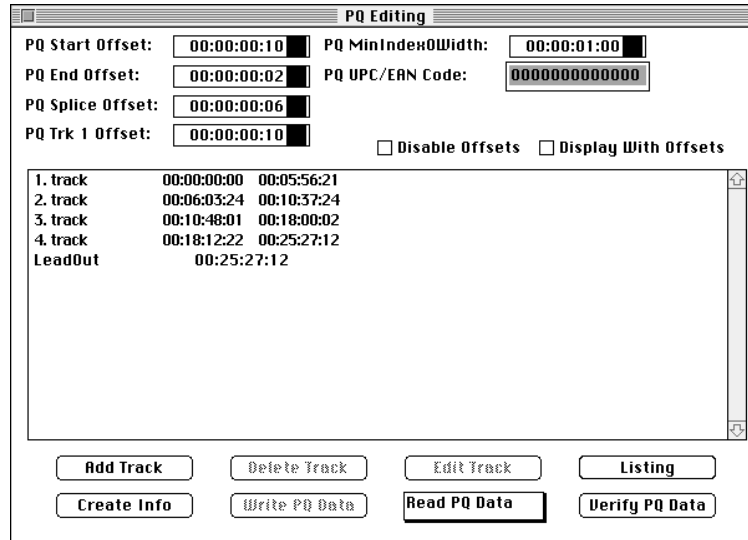 PQ Editing
PQ Start Offset: 00:00:00:10 PQ MinIndex0Width: 00:00:01:00
PQ End Offset: 00:00:00:02 PQ UPC/EAN Code: 0000000000000
PQ Splice Offset: 00:00:00:06
PQ Trk 1 Offset: 00:00:00:10
Disable Offsets Display With Offsets
1. track 00:00:00:00 00:05:56:21
2. track 00:06:03:24 00:10:37:24
3. track 00:10:48:01 00:18:00:02
4. track 00:18:12:22 00:25:27:12
LeadOut 00:25:27:12
Add Track Delete Track Edit Track Listing
Create Info Write PQ Data Read PQ Data Verify PQ Data